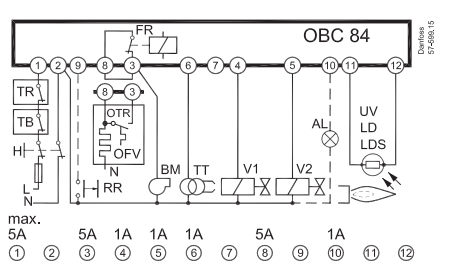 FR
OBC 84
Danfoss
57-599.15
1 2 9 8 3 6 7 4 5 10 11 12
TR
8 3
OTR
TB
UV
AL
LD
H
OFV
LDS
BM
TT
V1
V2
N
L
RR
N
max.
5A 5A 1A 1A 1A 5A 1A
1 2 3 4 5 6 7 8 9 10 11 12